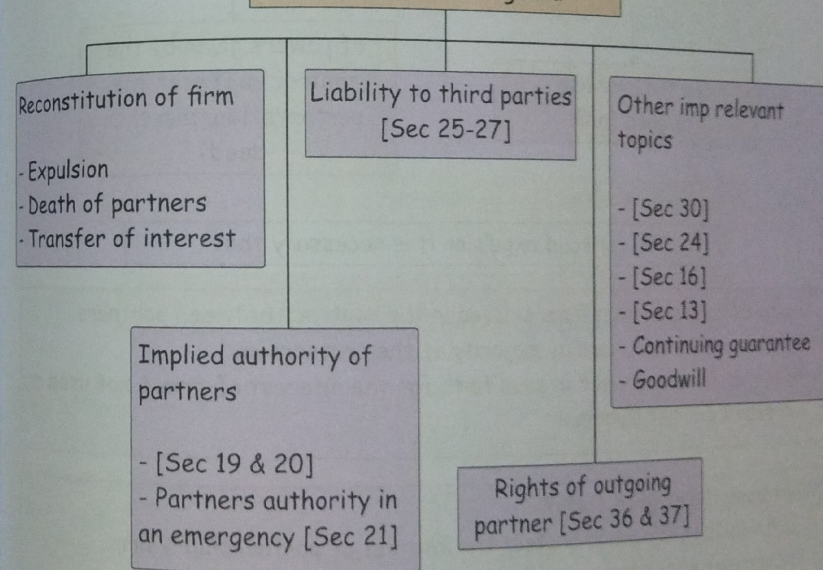 Reconstitution of firm
- Expulsion
- Death of partners
- Transfer of interest
Liability to third parties
[Sec 25-27]
Other imp relevant
topics
- [Sec 30]
- [Sec 24]
- [Sec 16]
- [Sec 13]
- Continuing guarantee
- Goodwill
Implied authority of
partners
- [Sec 19 & 20]
- Partners authority in
an emergency [Sec 21]
Rights of outgoing
partner [Sec 36 & 37]